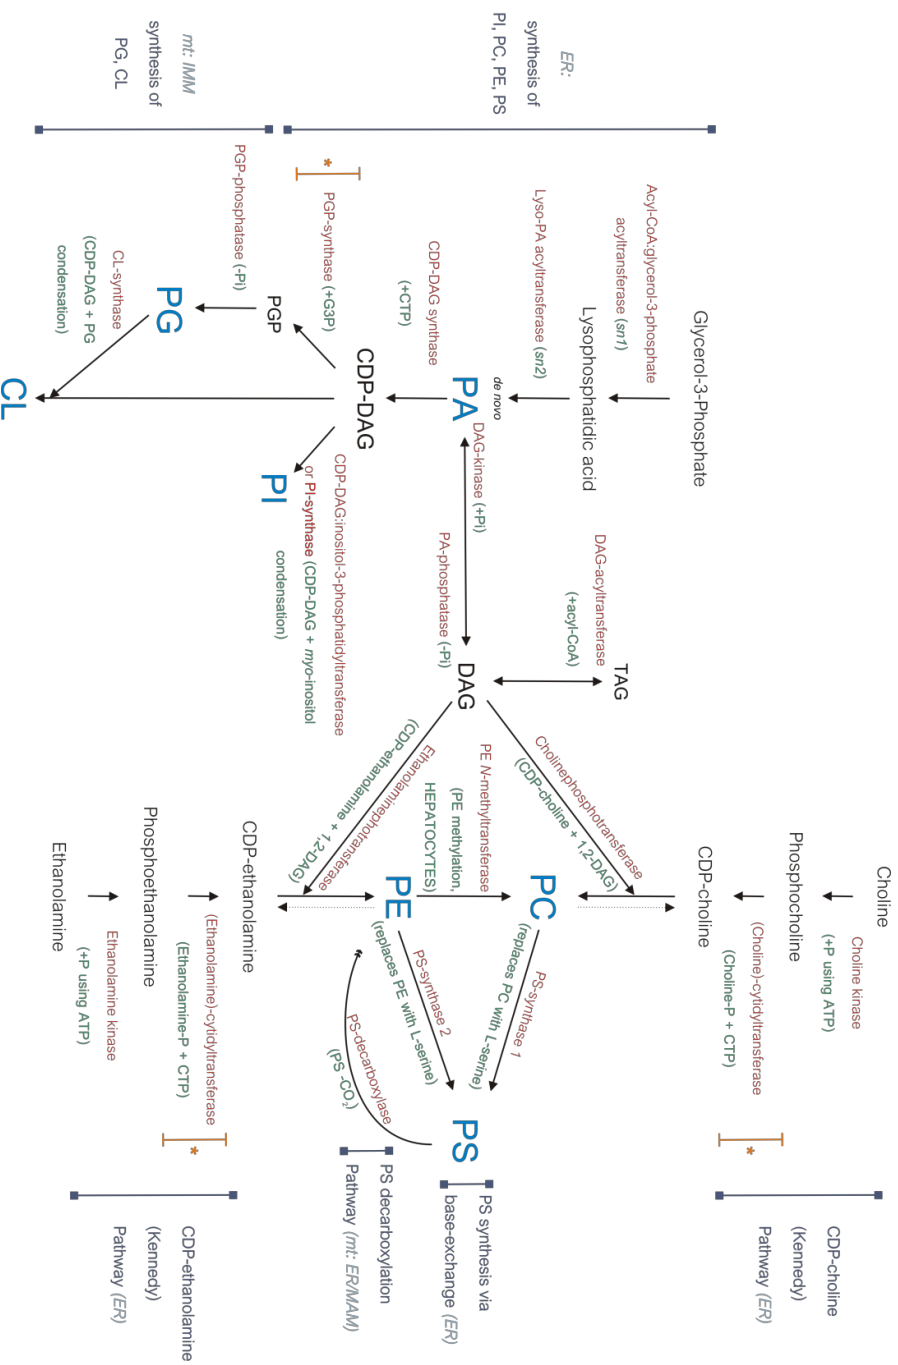 ER:
synthesis of
PI, PC, PE, PS
mt: IMM
synthesis of
PG, CL
Glycerol-3-Phosphate
Acyl-CoA:glycerol-3-phosphate
acyltransferase (sn1)
Lysophosphatidic acid
Lyso-PA acyltransferase (sn2)
de novo
PA
CDP-DAG synthase
(+CTP)
CDP-DAG
*
PGP-synthase (+G3P)
PGP
PGP-phosphatase (-Pi)
PG
CL-synthase
(CDP-DAG + PG
condensation)
CL
CDP-DAG:inositol-3-phosphatidyltransferase
or PI-synthase (CDP-DAG + myo-inositol
condensation)
PI
DAG-kinase (+Pi)
PA-phosphatase (-Pi)
DAG
DAG-acyltransferase
(+acyl-CoA)
TAG
Cholinephosphotransferase
(CDP-choline + 1,2-DAG)
Ethanolaminephotransferase
(CDP-ethanolamine + 1,2-DAG)
PE N-methyltransferase
(PE methylation,
HEPATOCYTES)
Choline
Choline kinase
(+P using ATP)
Phosphocholine
(Choline)-cytidyltransferase
(Choline-P + CTP)
*
CDP-choline
PC
PS-synthase 1
(replaces PC with L-serine)
PE
PS-synthase 2
(replaces PE with L-serine)
PS
PS-decarboxylase
(PS -CO2)
CDP-ethanolamine
(Ethanolamine)-cytidyltransferase
(Ethanolamine-P + CTP)
*
Phosphoethanolamine
Ethanolamine kinase
(+P using ATP)
Ethanolamine
CDP-choline
(Kennedy)
Pathway (ER)
PS synthesis via
base-exchange (ER)
PS decarboxylation
Pathway (mt: ER/MAM)
CDP-ethanolamine
(Kennedy)
Pathway (ER)